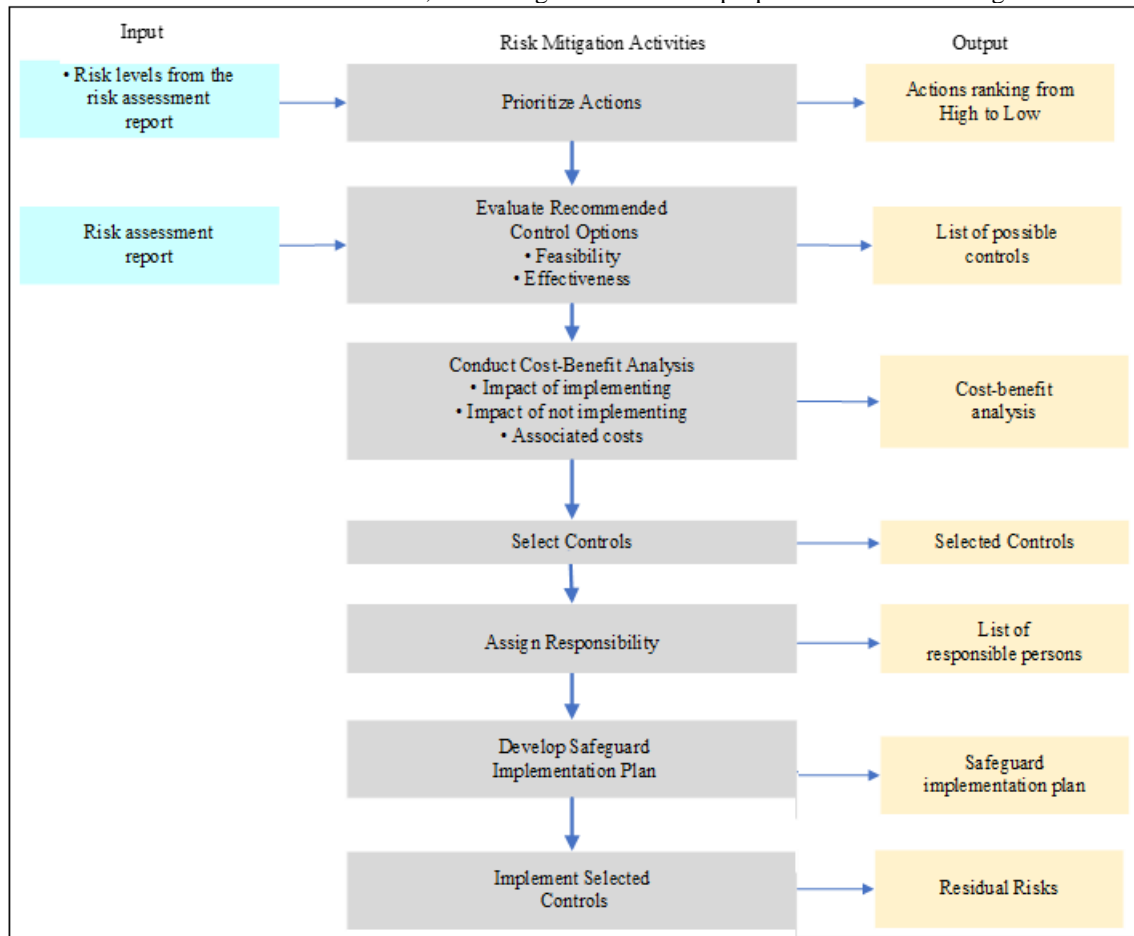 Input
Risk Mitigation Activities
Output
• Risk levels from the
risk assessment
report
Prioritize Actions
Actions ranking from
High to Low
Risk assessment
report
Evaluate Recommended
Control Options
• Feasibility
• Effectiveness
List of possible
controls
Conduct Cost-Benefit Analysis
• Impact of implementing
• Impact of not implementing
• Associated costs
Cost-benefit
analysis
Select Controls
Selected Controls
Assign Responsibility
List of
responsible persons
Develop Safeguard
Implementation Plan
Safeguard
implementation plan
Implement Selected
Controls
Residual Risks